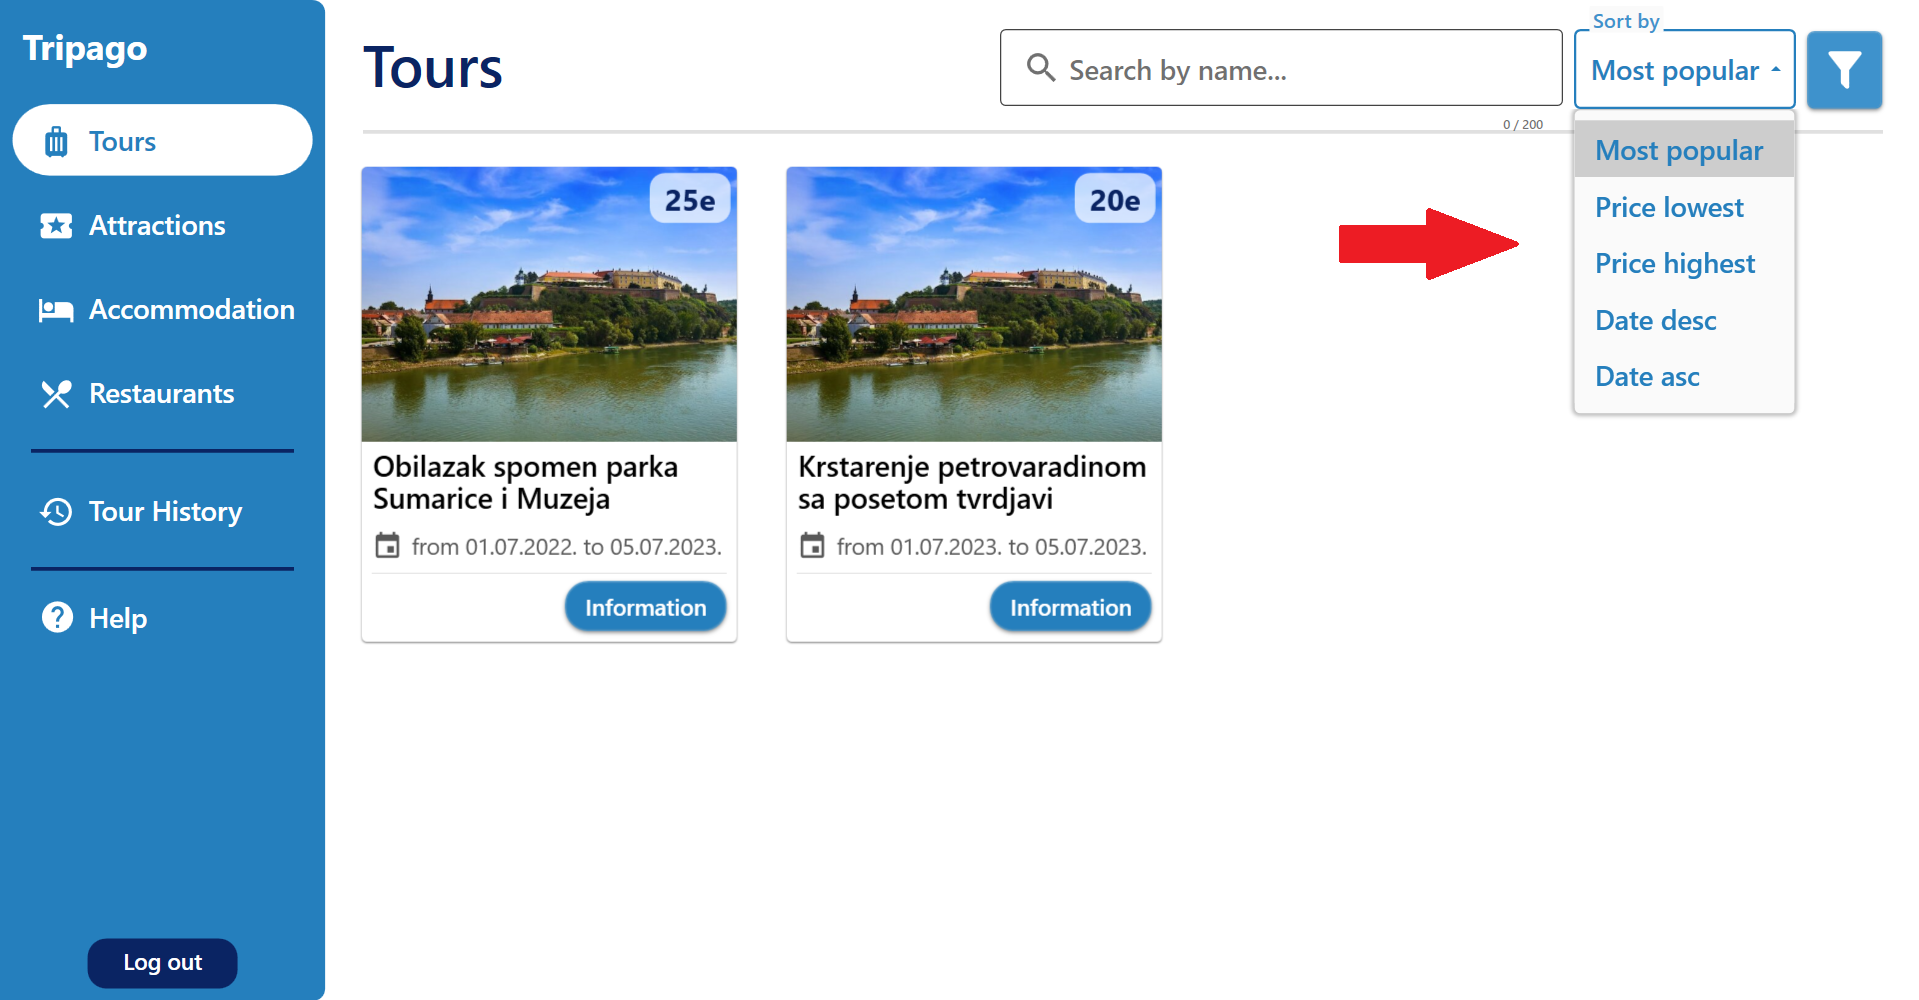 Tripago
Tours
Attractions
Accommodation
Restaurants
Tour History
Help
Log out
Tours
Search by name...
0 / 200
Sort by
Most popular
Most popular
Price lowest
Price highest
Date desc
Date asc
25e
Obilazak spomen parka
Sumarice i Muzeja
from 01.07.2022. to 05.07.2023.
Information
20e
Krstarenje petrovaradinom
sa posetom tvrdjavi
from 01.07.2023. to 05.07.2023.
Information